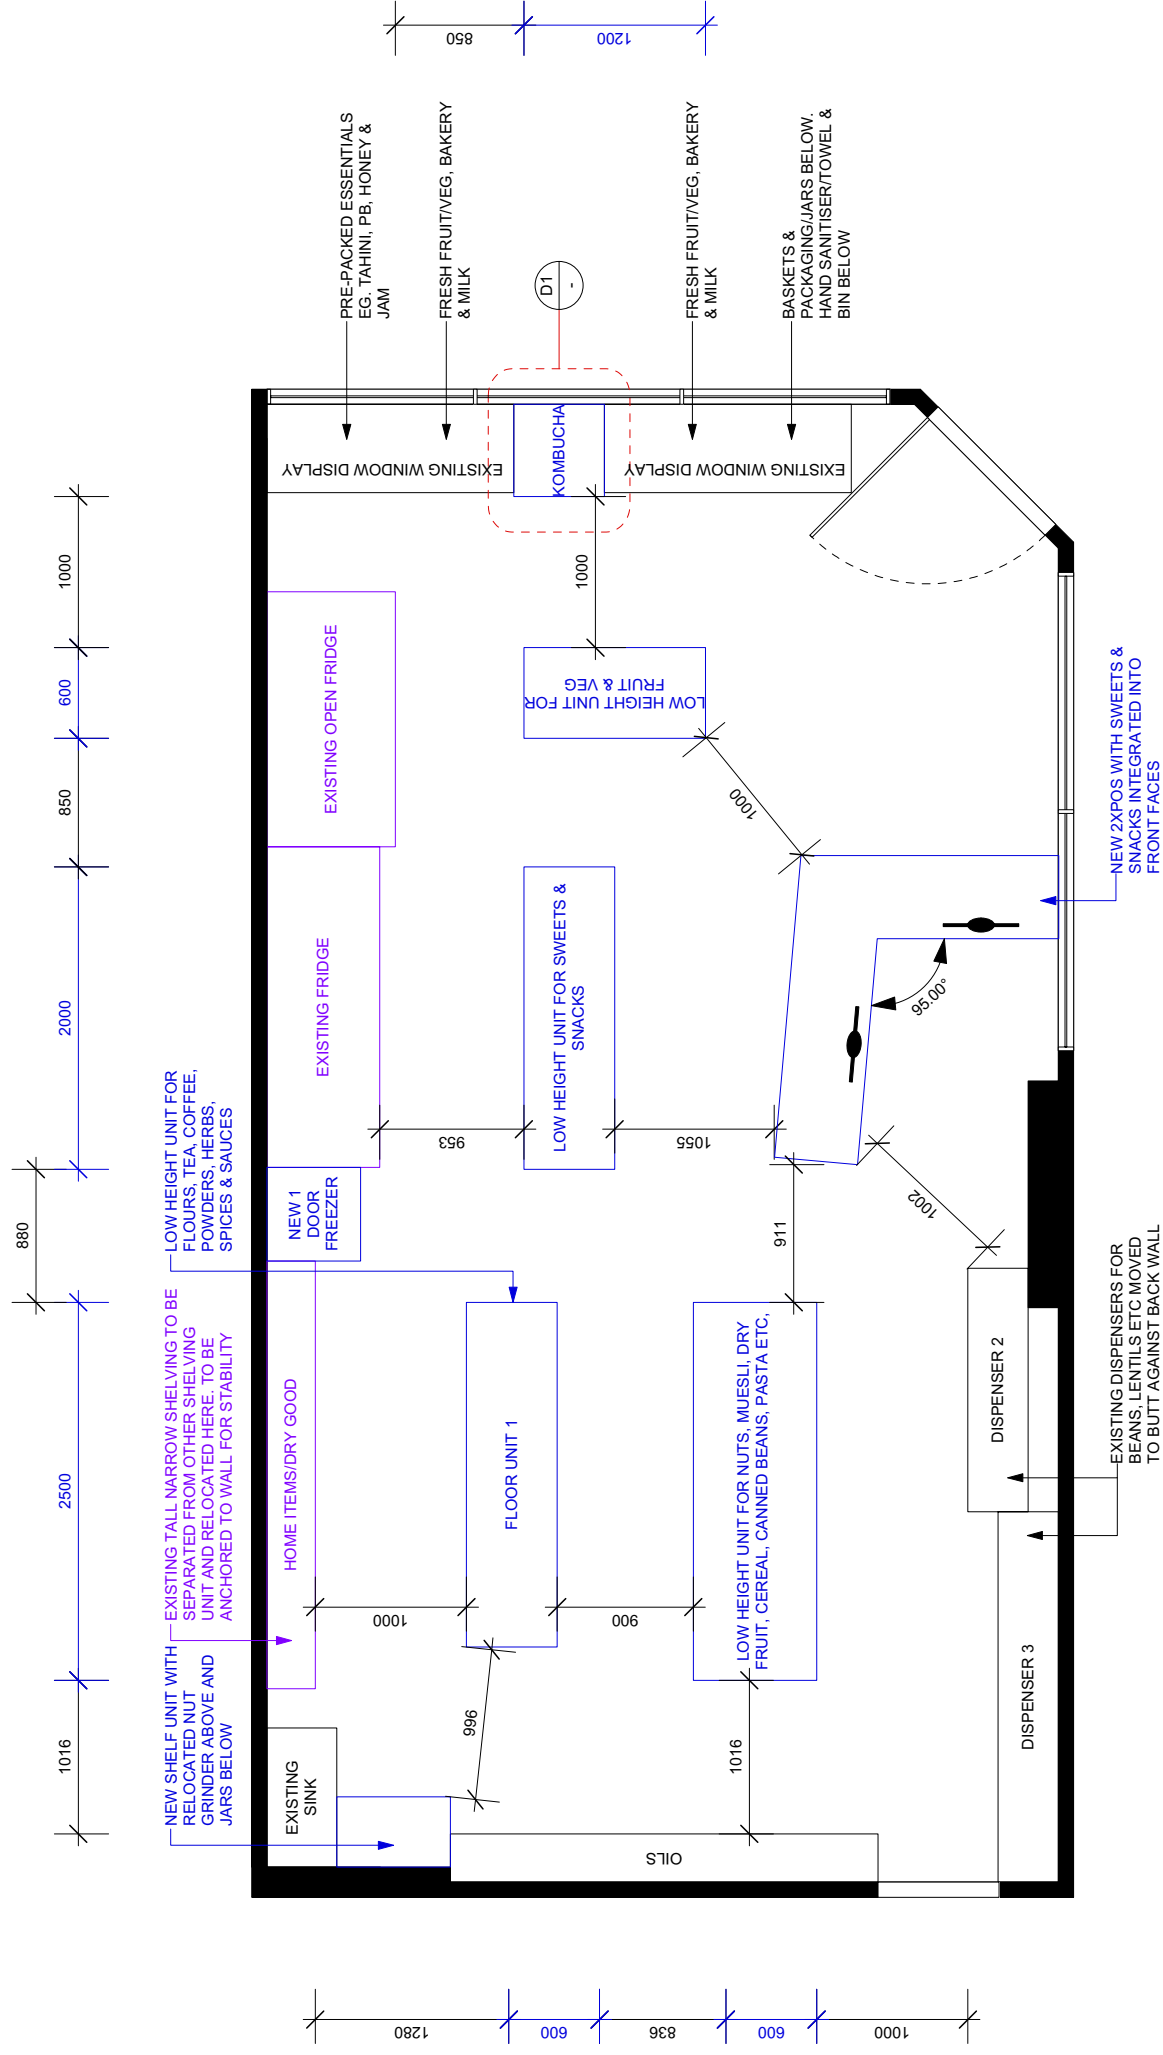 850
1200
PRE-PACKED ESSENTIALS
EG. TAHINI, PB, HONEY &
JAM
FRESH FRUIT/VEG, BAKERY
& MILK
D1
-
FRESH FRUIT/VEG, BAKERY
& MILK
BASKETS &
PACKAGING/JARS BELOW.
HAND SANITISER/TOWEL &
BIN BELOW
EXISTING WINDOW DISPLAY
KOMBUCHA
EXISTING WINDOW DISPLAY
1000
600
850
2000
880
2500
1016
1000
EXISTING OPEN FRIDGE
LOW HEIGHT UNIT FOR
FRUIT & VEG
1000
EXISTING FRIDGE
LOW HEIGHT UNIT FOR SWEETS &
SNACKS
NEW 2XPOS WITH SWEETS &
SNACKS INTEGRATED INTO
FRONT FACES
95.00°
953
1055
911
1002
NEW 1
DOOR
FREEZER
LOW HEIGHT UNIT FOR
FLOURS, TEA, COFFEE,
POWDERS, HERBS,
SPICES & SAUCES
EXISTING TALL NARROW SHELVING TO BE
SEPARATED FROM OTHER SHELVING
UNIT AND RELOCATED HERE. TO BE
ANCHORED TO WALL FOR STABILITY
NEW SHELF UNIT WITH
RELOCATED NUT
GRINDER ABOVE AND
JARS BELOW
HOME ITEMS/DRY GOOD
FLOOR UNIT 1
LOW HEIGHT UNIT FOR NUTS, MUESLI, DRY
FRUIT, CEREAL, CANNED BEANS, PASTA ETC,
DISPENSER 2
EXISTING DISPENSERS FOR
BEANS, LENTILS ETC MOVED
TO BUTT AGAINST BACK WALL
1000
900
996
1016
DISPENSER 3
EXISTING
SINK
OILS
1280
600
836
600
1000